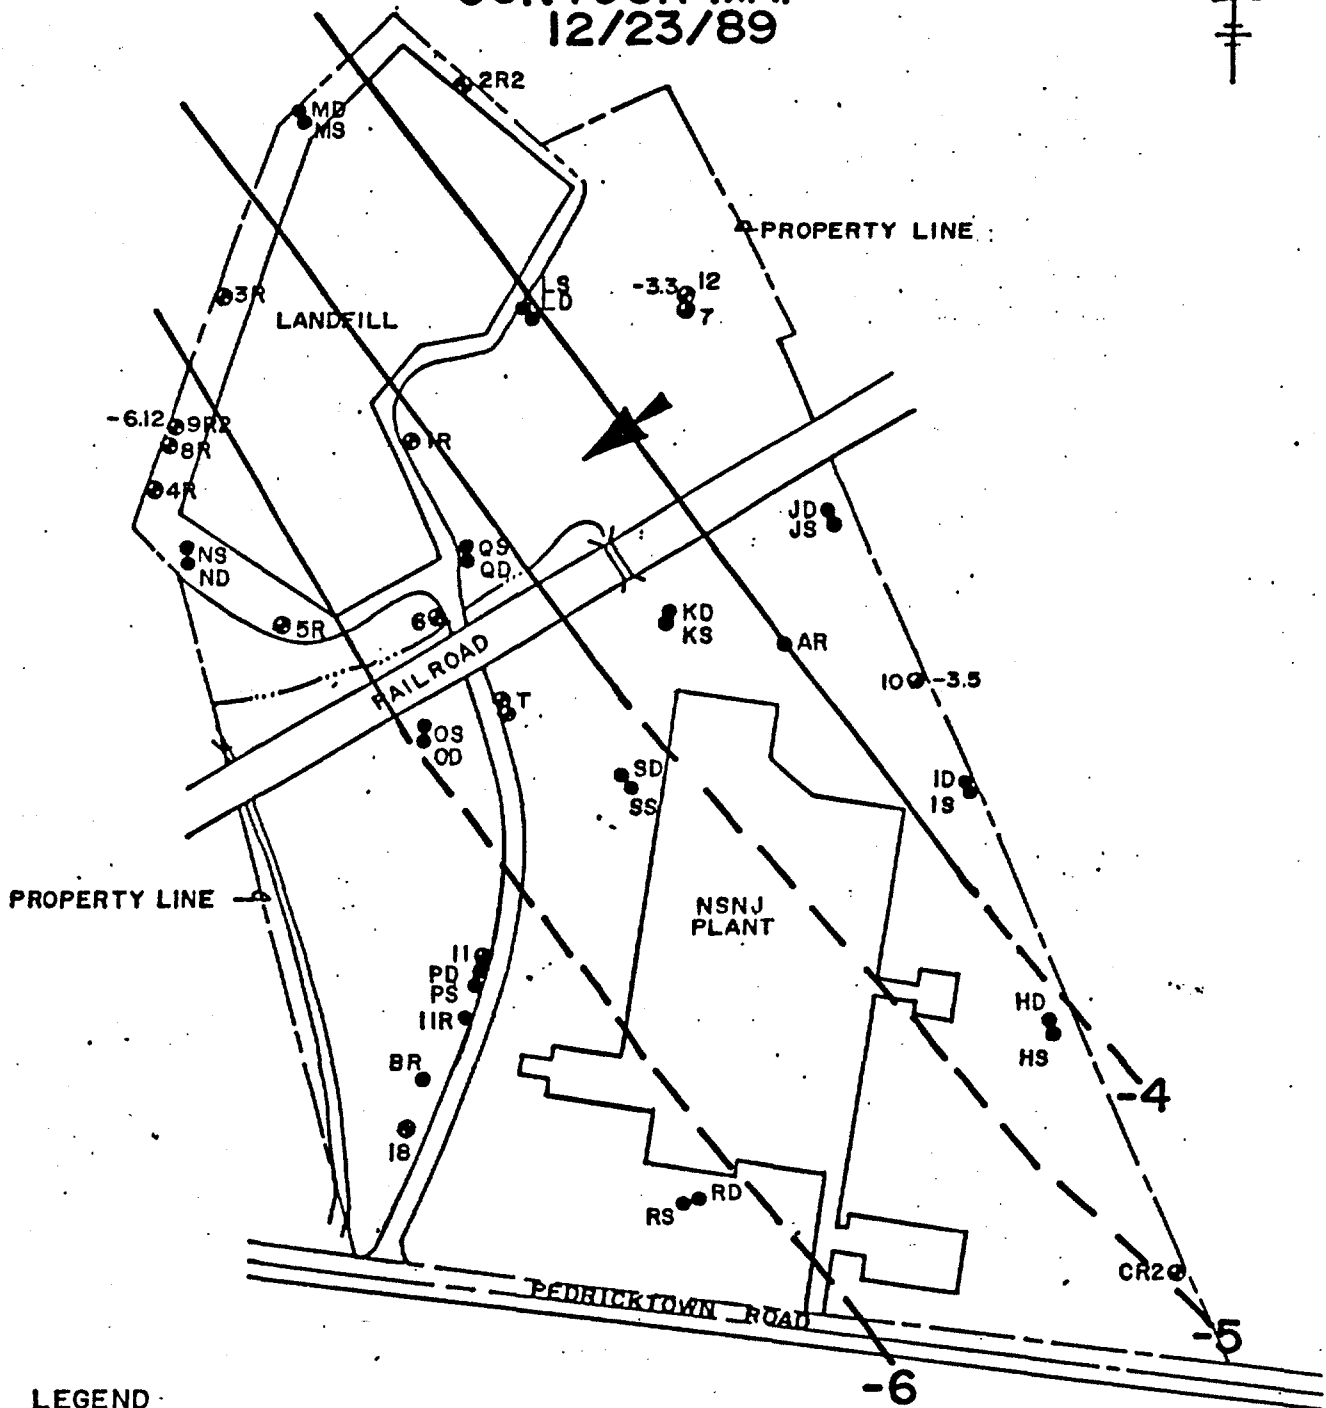 12/23/89
2R2
MD
MS
PROPERTY LINE
S
D
-3.3 12
7
3R
LANDFILL
-6.12 9R2
8R
1R
4R
JD
JS
QS
QD
NS
ND
KD
KS
AR
5R
6
RAILROAD
10 -3.5
T
OS
OD
SD
SS
ID
IS
PROPERTY LINE
NSNJ
PLANT
11
PD
PS
11R
HD
HS
BR
-4
18
RD
RS
CR2
PEDRICKTOWN ROAD
-5
-6
LEGEND